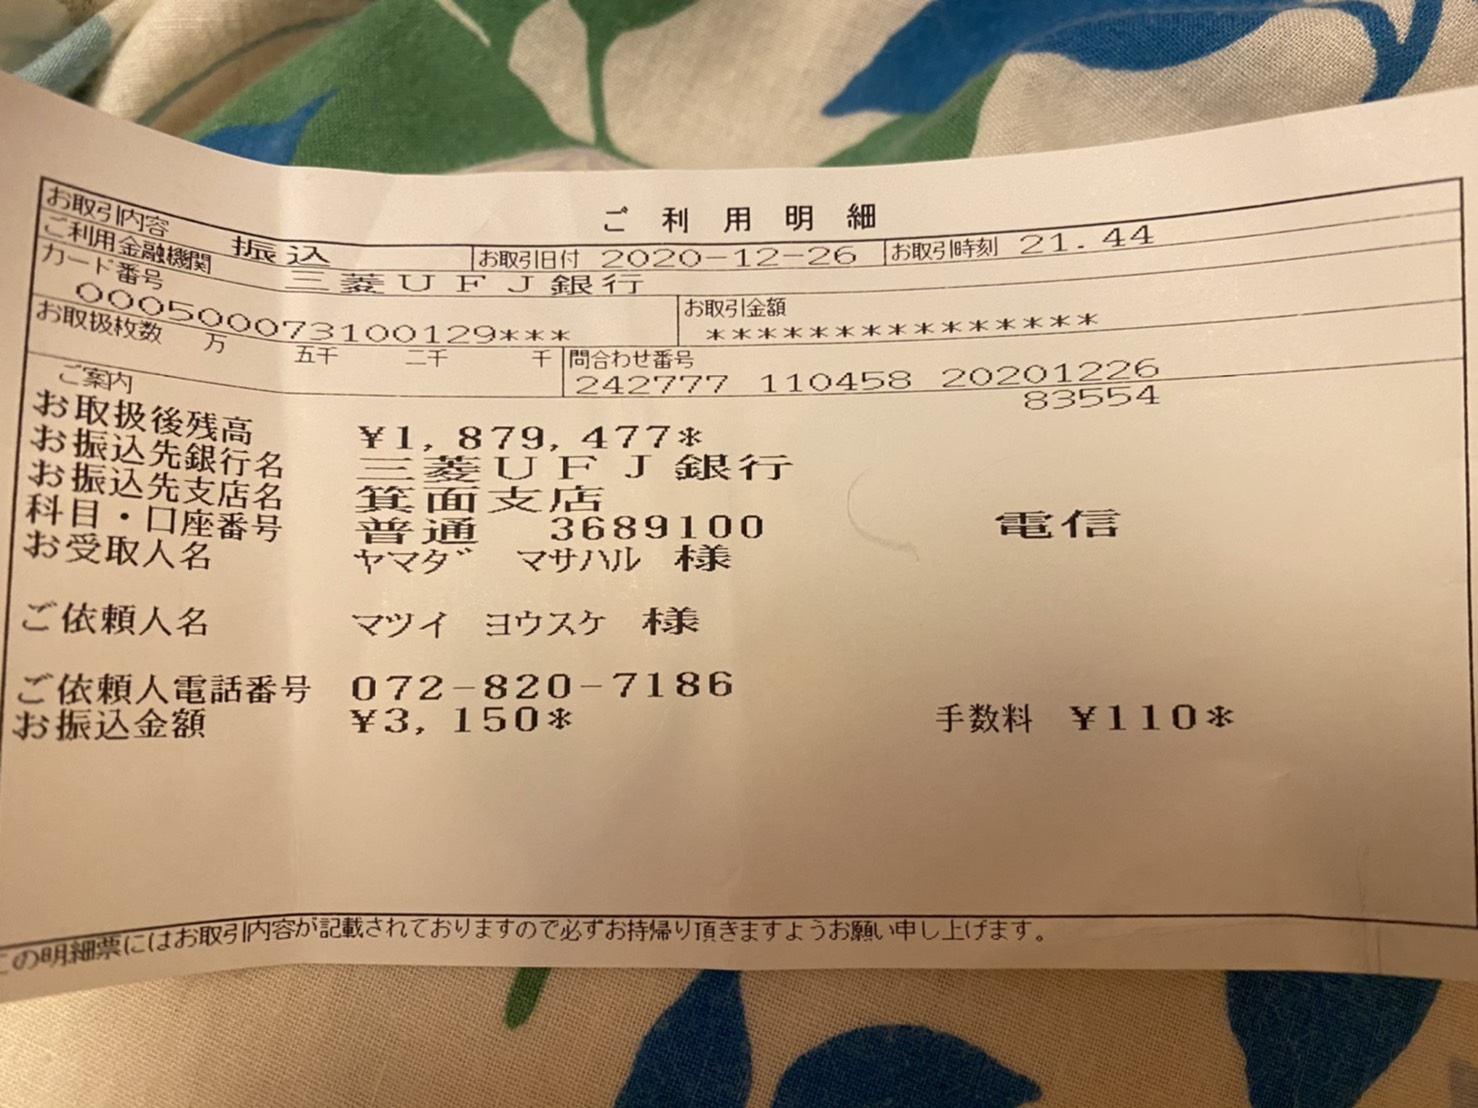 ご利用明細
お取引内容 振込 お取引日付 2020-12-26 お取引時刻 21.44
ご利用金融機関 三菱UFJ銀行
カード番号 お取引金額
000500073100129*** ***************
お取扱枚数 万 五千 二千 千 問合わせ番号
242777 110458 20201226
ご案内 83554
お取扱後残高 ¥1,879,477*
お振込先銀行名 三菱UFJ銀行
お振込先支店名 箕面支店
科目・口座番号 普通 3689100 電信
お受取人名 ヤマダ マサハル 様
ご依頼人名 マツイ ヨウスケ 様
ご依頼人電話番号 072-820-7186
お振込金額 ¥3,150* 手数料 ¥110*
この明細票にはお取引内容が記載されておりますので必ずお持帰り頂きますようお願い申し上げます。